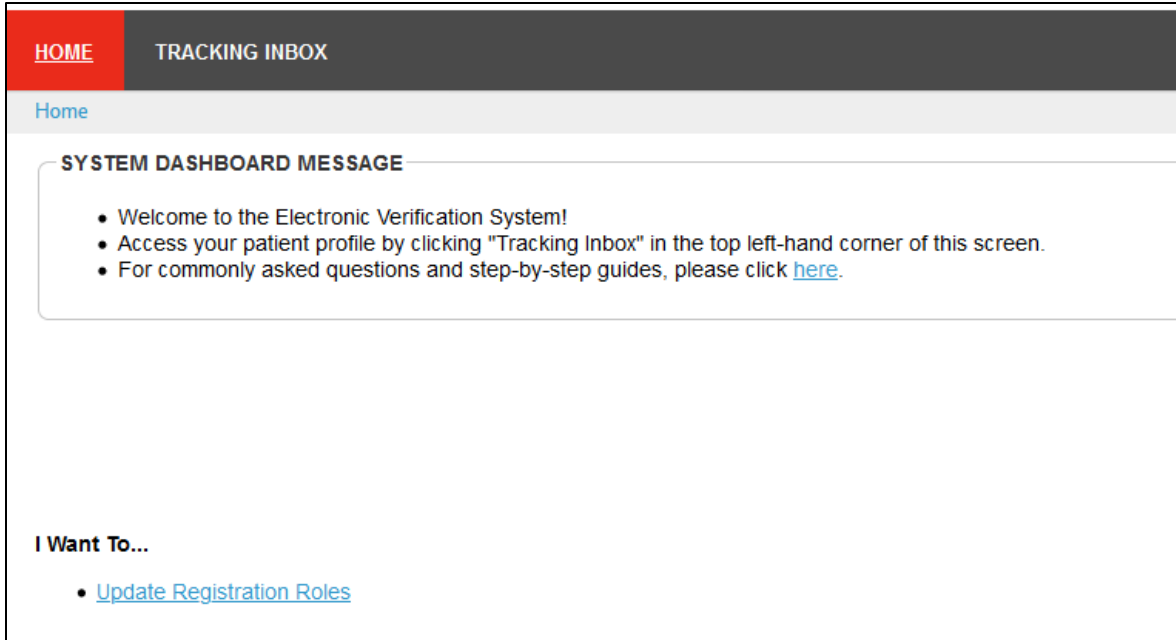 HOME TRACKING INBOX
Home
SYSTEM DASHBOARD MESSAGE
• Welcome to the Electronic Verification System!
• Access your patient profile by clicking "Tracking Inbox" in the top left-hand corner of this screen.
• For commonly asked questions and step-by-step guides, please click here.
I Want To...
• Update Registration Roles